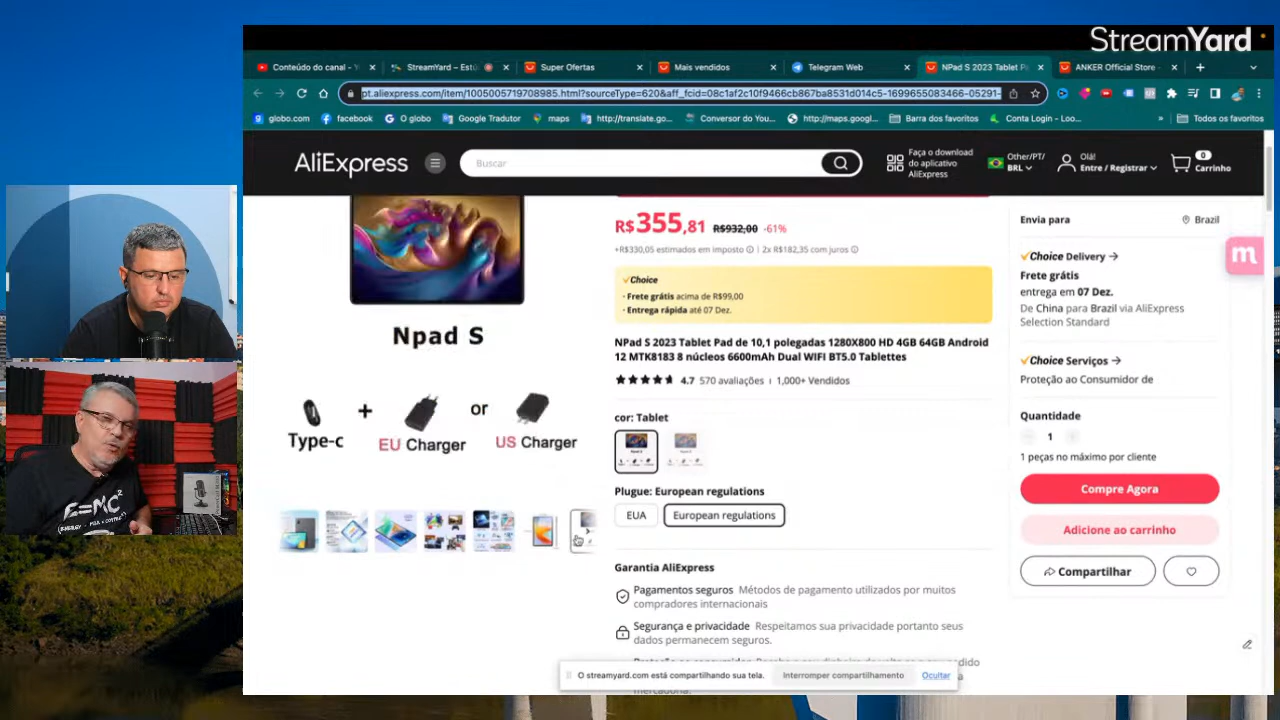 StreamYard
Conteúdo do canal - Y
StreamYard – Estú
Super Ofertas
Mais vendidos
Telegram Web
NPad S 2023 Tablet P
ANKER Official Store -
pt.aliexpress.com/item/1005005719708985.html?sourceType=620&aff_fcid=08c1af2c10f9466cb867ba8531d014c5-1699655083466-05291-
globo.com
facebook
O globo
Google Tradutor
maps
http://translate.go...
Conversor do You...
http://maps.googl...
Barra dos favoritos
Conta Login - Loo...
»
Todos os favoritos
AliExpress
Buscar
Faça o download
do aplicativo
AliExpress
Other/PT/
BRL
Olá!
Entre / Registrar
0
Carrinho
R$355,81 R$932,00 -61%
+R$330,05 estimados em imposto | 2x R$182,35 com juros
Choice
· Frete grátis acima de R$99,00
· Entrega rápida até 07 Dez.
NPad S 2023 Tablet Pad de 10,1 polegadas 1280X800 HD 4GB 64GB Android
12 MTK8183 8 núcleos 6600mAh Dual WIFI BT5.0 Tablettes
4.7 570 avaliações | 1,000+ Vendidos
cor: Tablet
Plugue: European regulations
EUA
European regulations
Garantia AliExpress
Pagamentos seguros Métodos de pagamento utilizados por muitos
compradores internacionais
Segurança e privacidade Respeitamos sua privacidade portanto seus
dados permanecem seguros.
Npad S
Type-c + EU Charger or US Charger
Envia para
Brazil
Choice Delivery
Frete grátis
entrega em 07 Dez.
De China para Brazil via AliExpress
Selection Standard
Choice Serviços
Proteção ao Consumidor de
Quantidade
1
1 peças no máximo por cliente
Compre Agora
Adicione ao carrinho
Compartilhar
m
O streamyard.com está compartilhando sua tela.
Interromper compartilhamento
Ocultar
E=MC²